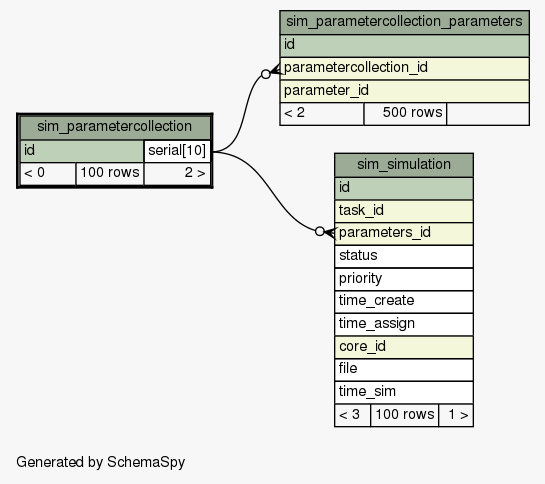 sim_parametercollection_parameters
id
parametercollection_id
parameter_id
< 2 500 rows
sim_parametercollection
id serial[10]
< 0 100 rows 2 >
sim_simulation
id
task_id
parameters_id
status
priority
time_create
time_assign
core_id
file
time_sim
< 3 100 rows 1 >
Generated by SchemaSpy